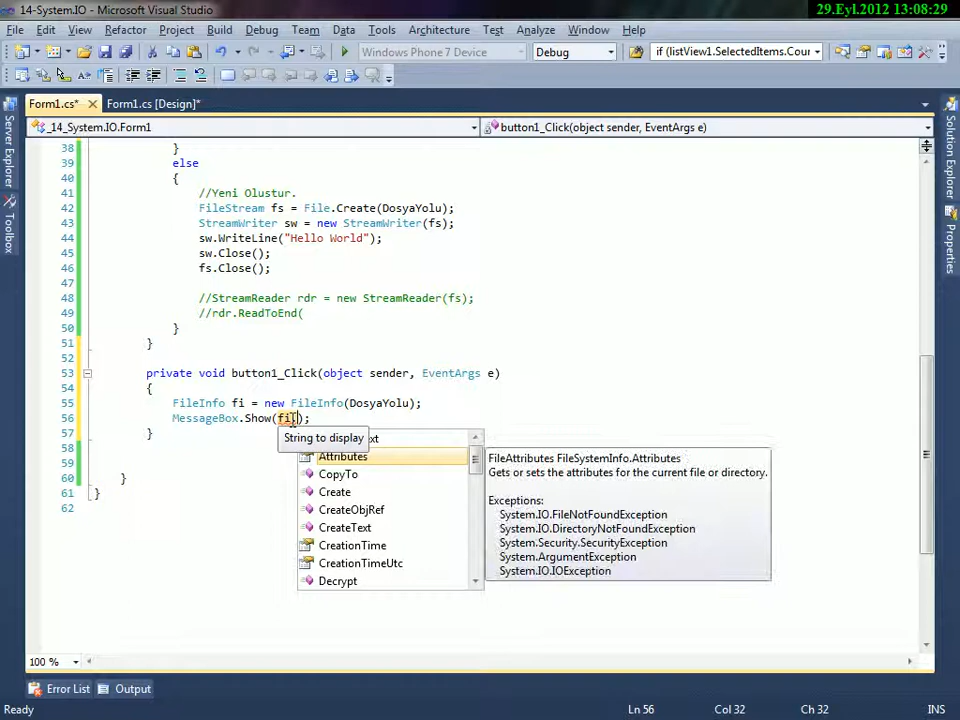 14-System.IO - Microsoft Visual Studio
29.Eyl.2012 13:08:29
File Edit View Refactor Project Build Debug Team Data Tools Architecture Test Analyze Window Help
Windows Phone 7 Device Debug if (listView1.SelectedItems.Cour
Form1.cs* Form1.cs [Design]*
_14_System.IO.Form1 button1_Click(object sender, EventArgs e)
Server Explorer
Toolbox
Solution Explorer
Properties
38 }
39 else
40 {
41 //Yeni Olustur.
42 FileStream fs = File.Create(DosyaYolu);
43 StreamWriter sw = new StreamWriter(fs);
44 sw.WriteLine("Hello World");
45 sw.Close();
46 fs.Close();
47
48 //StreamReader rdr = new StreamReader(fs);
49 //rdr.ReadToEnd(
50 }
51 }
52
53 private void button1_Click(object sender, EventArgs e)
54 {
55 FileInfo fi = new FileInfo(DosyaYolu);
56 MessageBox.Show(fi.);
57 }
58
59
60 }
61 }
62
String to display
Attributes
CopyTo
Create
CreateObjRef
CreateText
CreationTime
CreationTimeUtc
Decrypt
FileAttributes FileSystemInfo.Attributes
Gets or sets the attributes for the current file or directory.
Exceptions:
System.IO.FileNotFoundException
System.IO.DirectoryNotFoundException
System.Security.SecurityException
System.ArgumentException
System.IO.IOException
100 %
Error List Output
Ready Ln 56 Col 32 Ch 32 INS